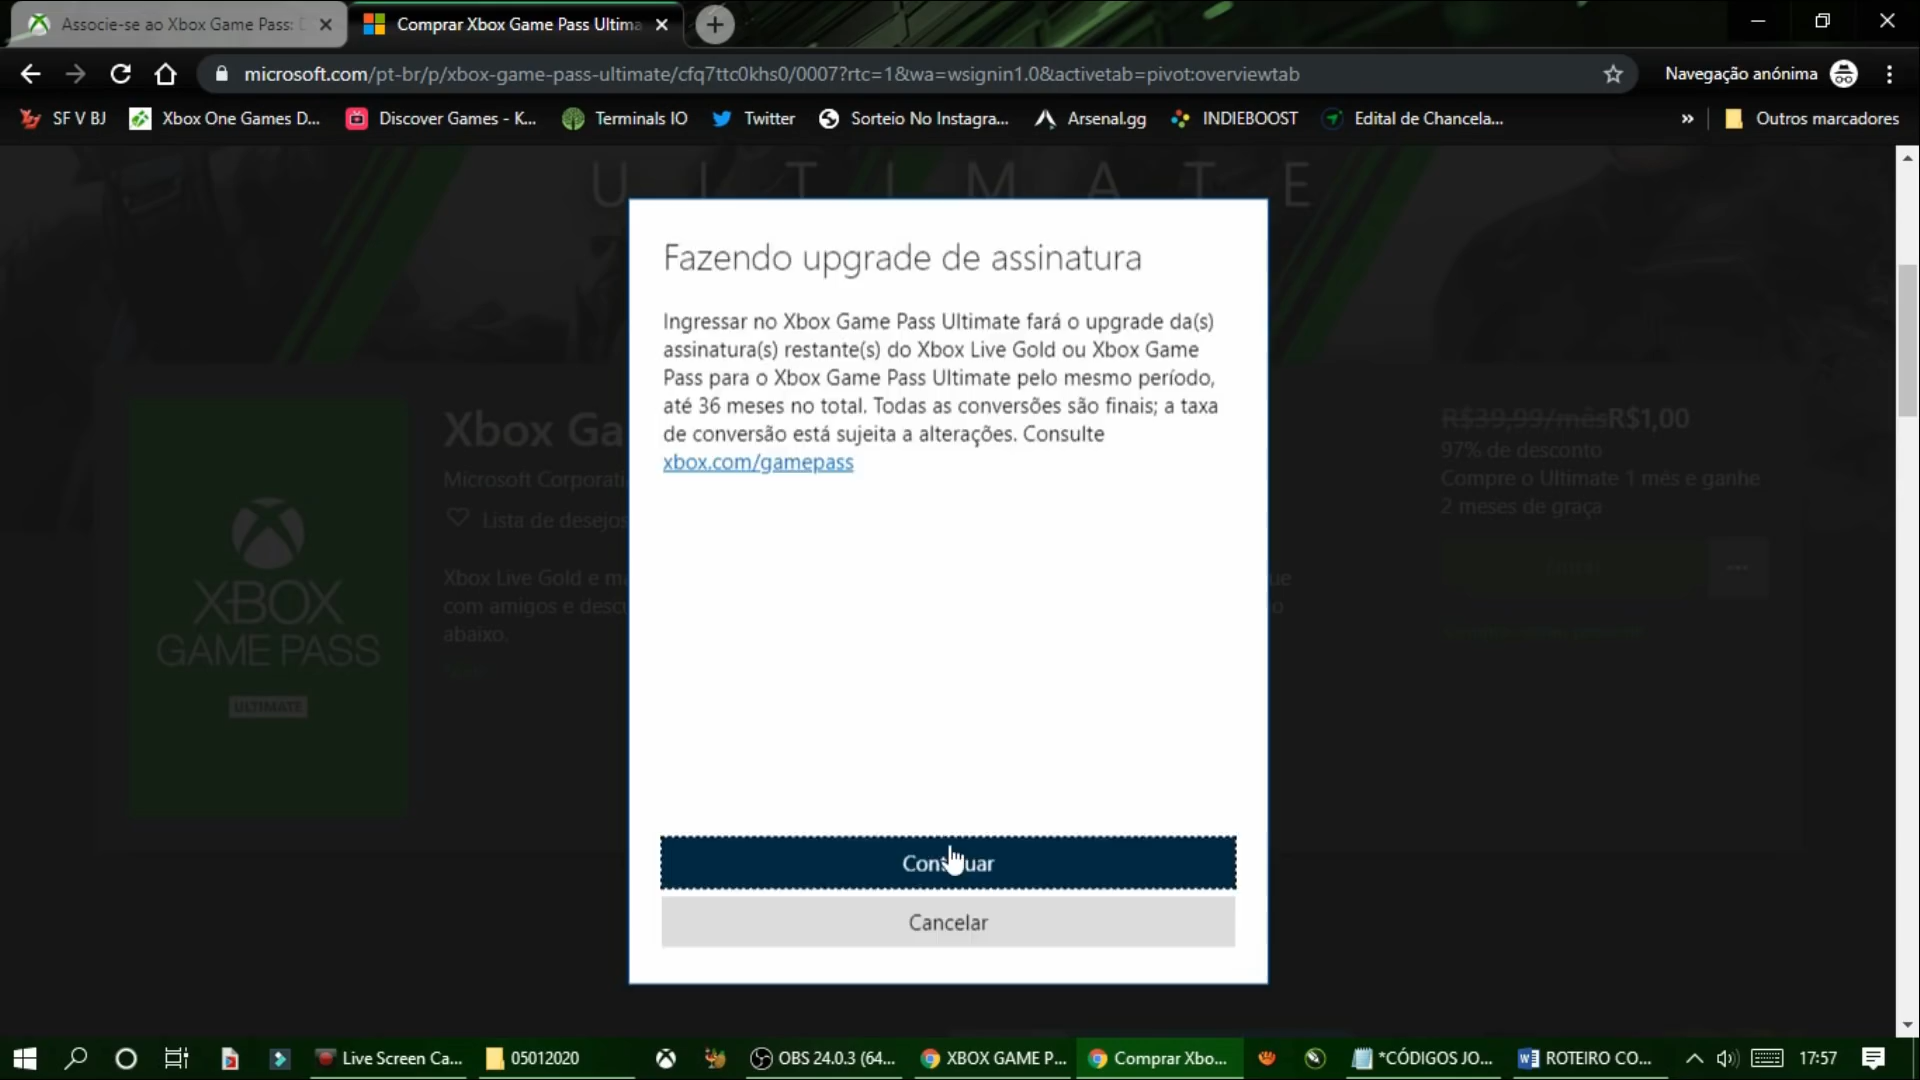 Associe-se ao Xbox Game Pass: D
Comprar Xbox Game Pass Ultima
microsoft.com/pt-br/p/xbox-game-pass-ultimate/cfq7ttc0khs0/0007?rtc=1&wa=wsignin1.0&activetab=pivot:overviewtab
Navegação anónima
SF V BJ
Xbox One Games D...
Discover Games - K...
Terminals IO
Twitter
Sorteio No Instagra...
Arsenal.gg
INDIEBOOST
Edital de Chancela...
»
Outros marcadores
ULTIMATE
Fazendo upgrade de assinatura
Ingressar no Xbox Game Pass Ultimate fará o upgrade da(s)
assinatura(s) restante(s) do Xbox Live Gold ou Xbox Game
Pass para o Xbox Game Pass Ultimate pelo mesmo período,
até 36 meses no total. Todas as conversões são finais; a taxa
de conversão está sujeita a alterações. Consulte
xbox.com/gamepass
Continuar
Cancelar
XBOX
GAME PASS
ULTIMATE
Xbox Ga
Microsoft Corporati
Lista de desejos
Xbox Live Gold e m
com amigos e descu
abaixo.
R$39,99/mêsR$1,00
97% de desconto
Compre o Ultimate 1 mês e ganhe
2 meses de graça
Entrar
Live Screen Ca...
05012020
OBS 24.0.3 (64...
XBOX GAME P...
Comprar Xbo...
*CÓDIGOS JO...
ROTEIRO CO...
17:57